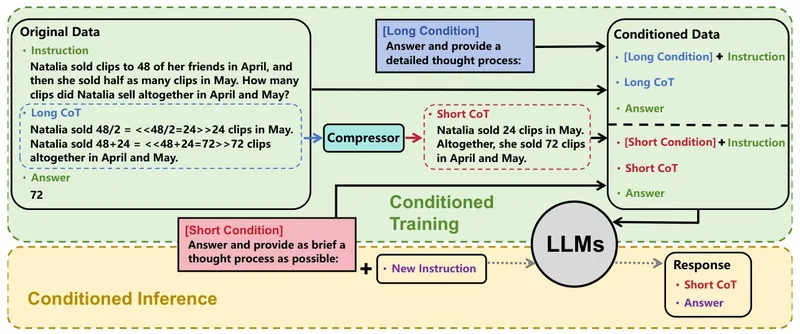 Original Data
· Instruction
Natalia sold clips to 48 of her friends in April, and
then she sold half as many clips in May. How many
clips did Natalia sell altogether in April and May?
· Long CoT
Natalia sold 48/2 = <<48/2=24>>24 clips in May.
Natalia sold 48+24 = <<48+24=72>>72 clips
altogether in April and May.
· Answer
72
[Long Condition]
Answer and provide a
detailed thought process:
Compressor
· Short CoT
Natalia sold 24 clips in May.
Altogether, she sold 72 clips
in April and May.
Conditioned Data
· [Long Condition] + Instruction
· Long CoT
· Answer
· [Short Condition] + Instruction
· Short CoT
· Answer
Conditioned
Training
[Short Condition]
Answer and provide as brief a
thought process as possible:
+
· New Instruction
LLMs
Response
· Short CoT
· Answer
Conditioned Inference